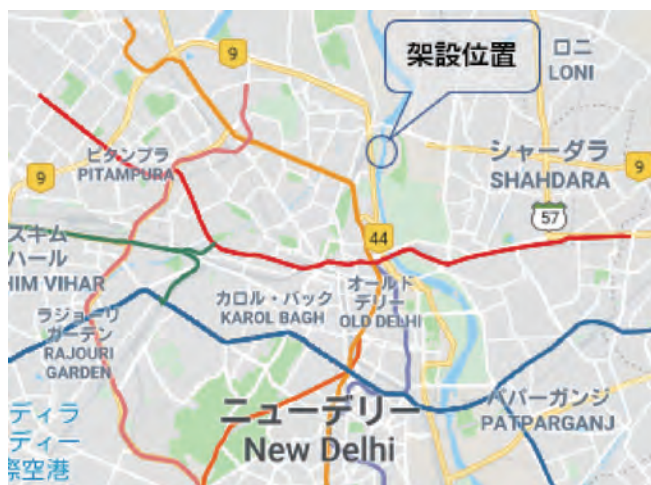 架設位置
9
ロニ
LONI
ピタンプラ
PITAMPURA
シャーダラ
SHAHDARA
9
9
57
44
スキム
ハール
HIM VIHAR
カロル・バック
KAROL BAGH
オールド
デリー
OLD DELHI
ラジョーリ
ガーデン
RAJOURI
GARDEN
ニューデリー
New Delhi
パパーガンジ
PATPARGANJ
ディラ
ディー
際空港